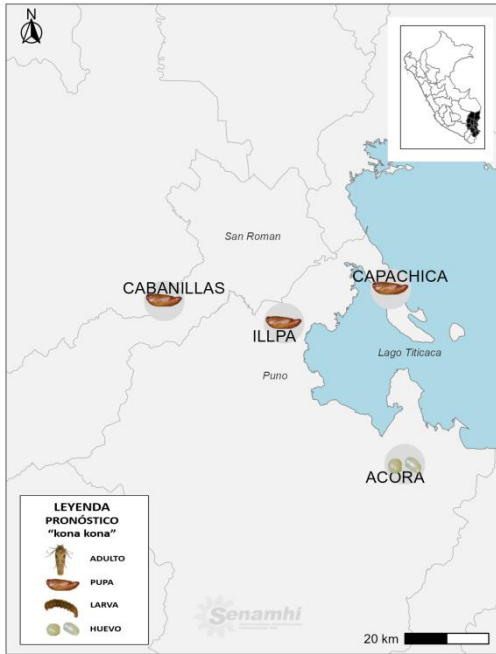 N
San Roman
CABANILLAS
CAPACHICA
ILLPA
Lago Titicaca
Puno
ACORA
LEYENDA
PRONÓSTICO
“kona kona”
ADULTO
PUPA
LARVA
HUEVO
Senamhi
20 km